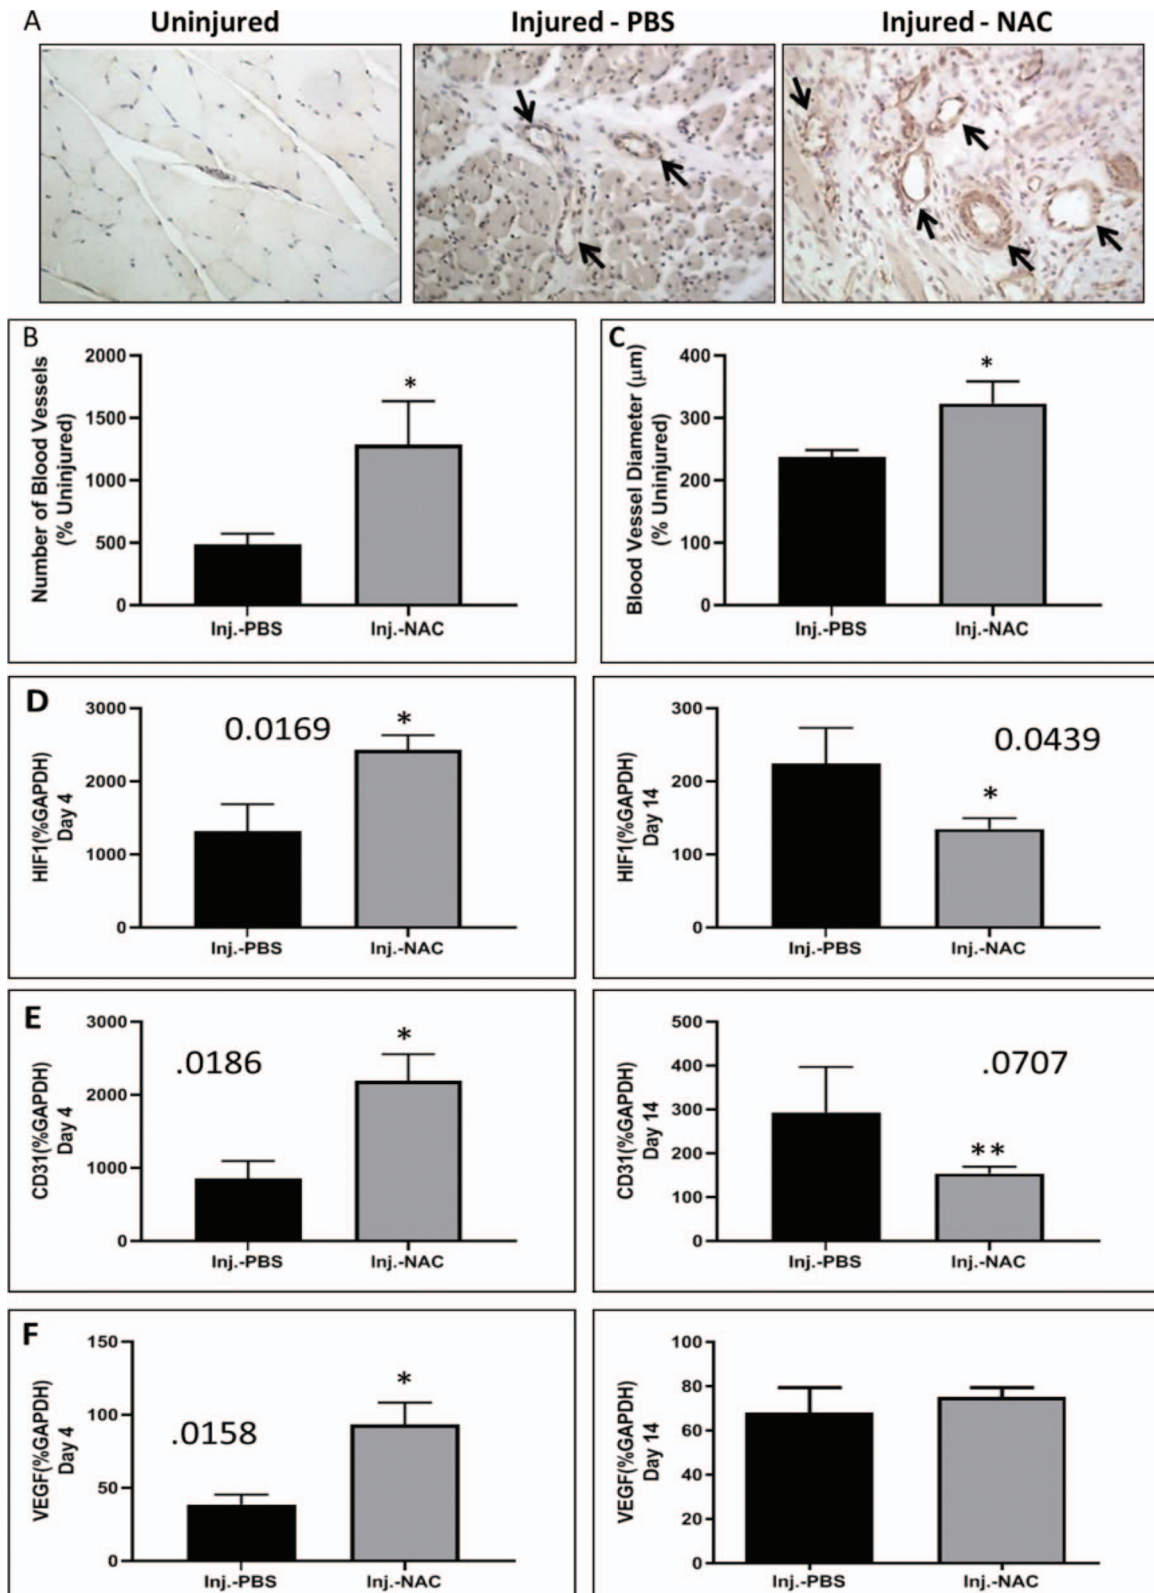 A
Uninjured
Injured - PBS
Injured - NAC
B
Number of Blood Vessels
(% Uninjured)
2000
1500
1000
500
0
*
Inj.-PBS
Inj.-NAC
C
Blood Vessel Diameter (µm)
(% Uninjured)
400
300
200
100
0
*
Inj.-PBS
Inj.-NAC
D
HIF1(%GAPDH)
Day 4
3000
2000
1000
0
0.0169
*
Inj.-PBS
Inj.-NAC
HIF1(%GAPDH)
Day 14
300
200
100
0
0.0439
*
Inj.-PBS
Inj.-NAC
E
CD31(%GAPDH)
Day 4
3000
2000
1000
0
.0186
*
Inj.-PBS
Inj.-NAC
CD31(%GAPDH)
Day 14
500
400
300
200
100
0
.0707
**
Inj.-PBS
Inj.-NAC
F
VEGF(%GAPDH)
Day 4
150
100
50
0
.0158
*
Inj.-PBS
Inj.-NAC
VEGF(%GAPDH)
Day 14
100
80
60
40
20
0
Inj.-PBS
Inj.-NAC